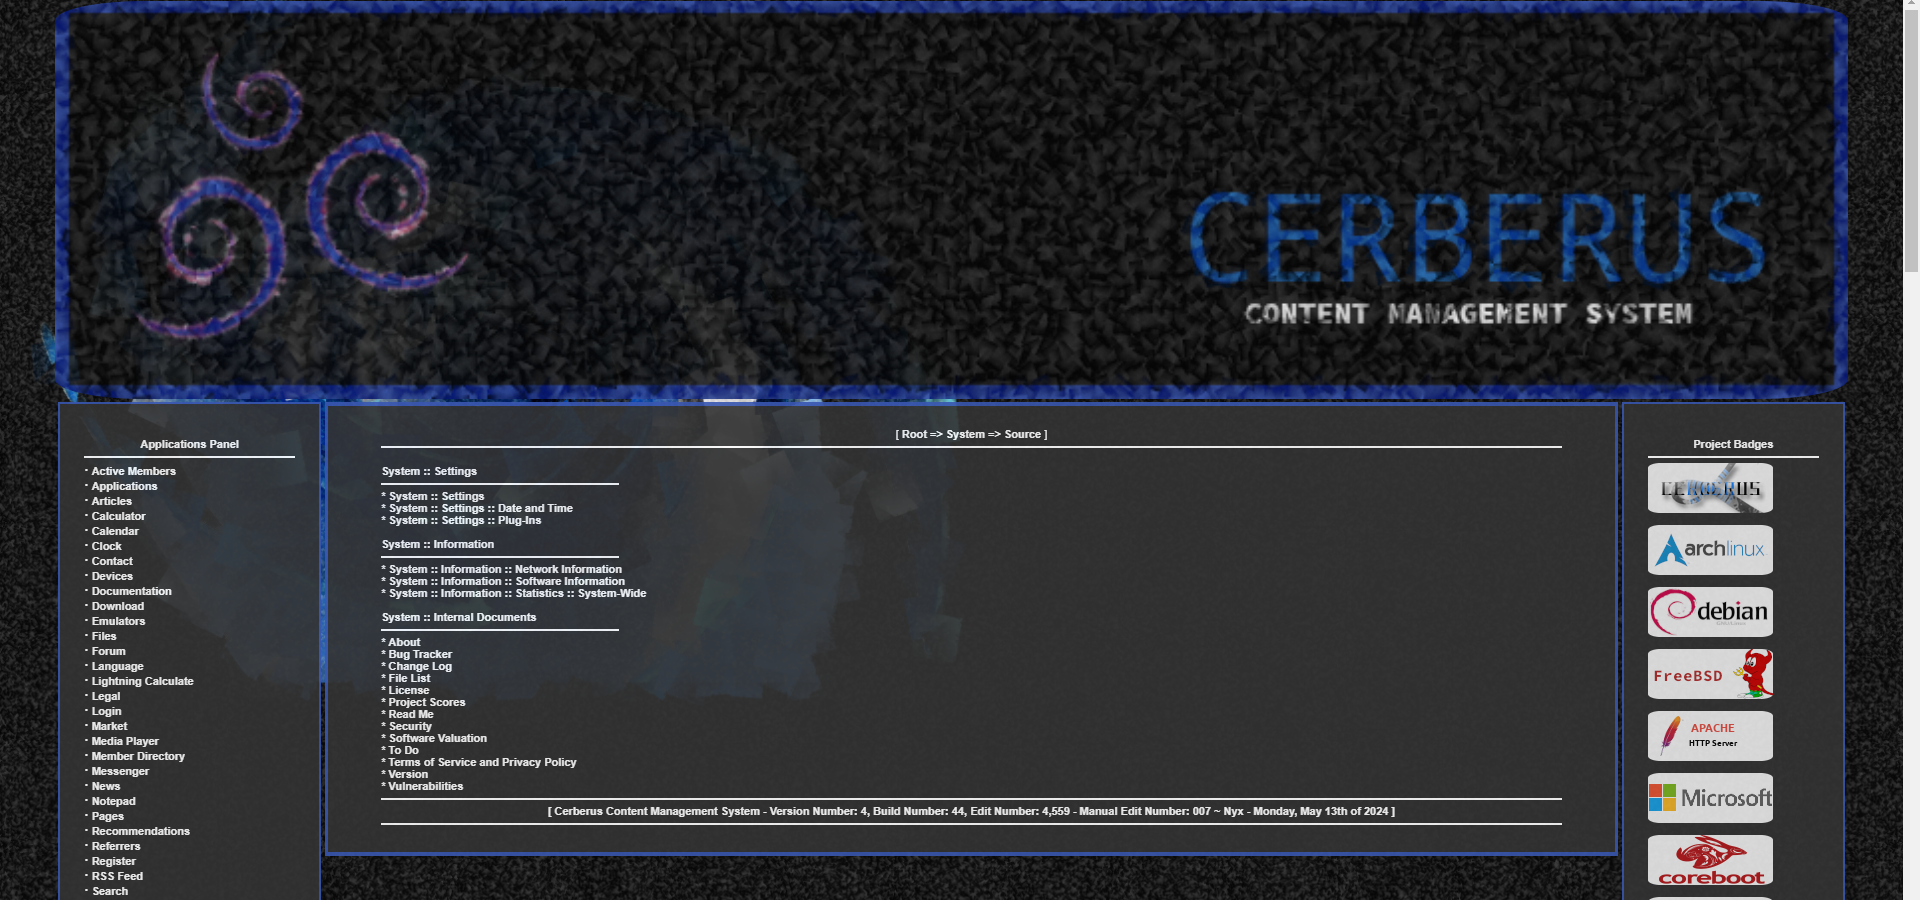 CERBERUS
CONTENT MANAGEMENT SYSTEM
Applications Panel
· Active Members
· Applications
· Articles
· Calculator
· Calendar
· Clock
· Contact
· Devices
· Documentation
· Download
· Emulators
· Files
· Forum
· Language
· Lightning Calculate
· Legal
· Login
· Market
· Media Player
· Member Directory
· Messenger
· News
· Notepad
· Pages
· Recommendations
· Referrers
· Register
· RSS Feed
· Search
[ Root => System => Source ]
System :: Settings
* System :: Settings
* System :: Settings :: Date and Time
* System :: Settings :: Plug-Ins
System :: Information
* System :: Information :: Network Information
* System :: Information :: Software Information
* System :: Information :: Statistics :: System-Wide
System :: Internal Documents
* About
* Bug Tracker
* Change Log
* File List
* License
* Project Scores
* Read Me
* Security
* Software Valuation
* To Do
* Terms of Service and Privacy Policy
* Version
* Vulnerabilities
[ Cerberus Content Management System - Version Number: 4, Build Number: 44, Edit Number: 4,559 - Manual Edit Number: 007 ~ Nyx - Monday, May 13th of 2024 ]
Project Badges
CERBERUS
archlinux
debian
FreeBSD
APACHE
HTTP Server
Microsoft
coreboot